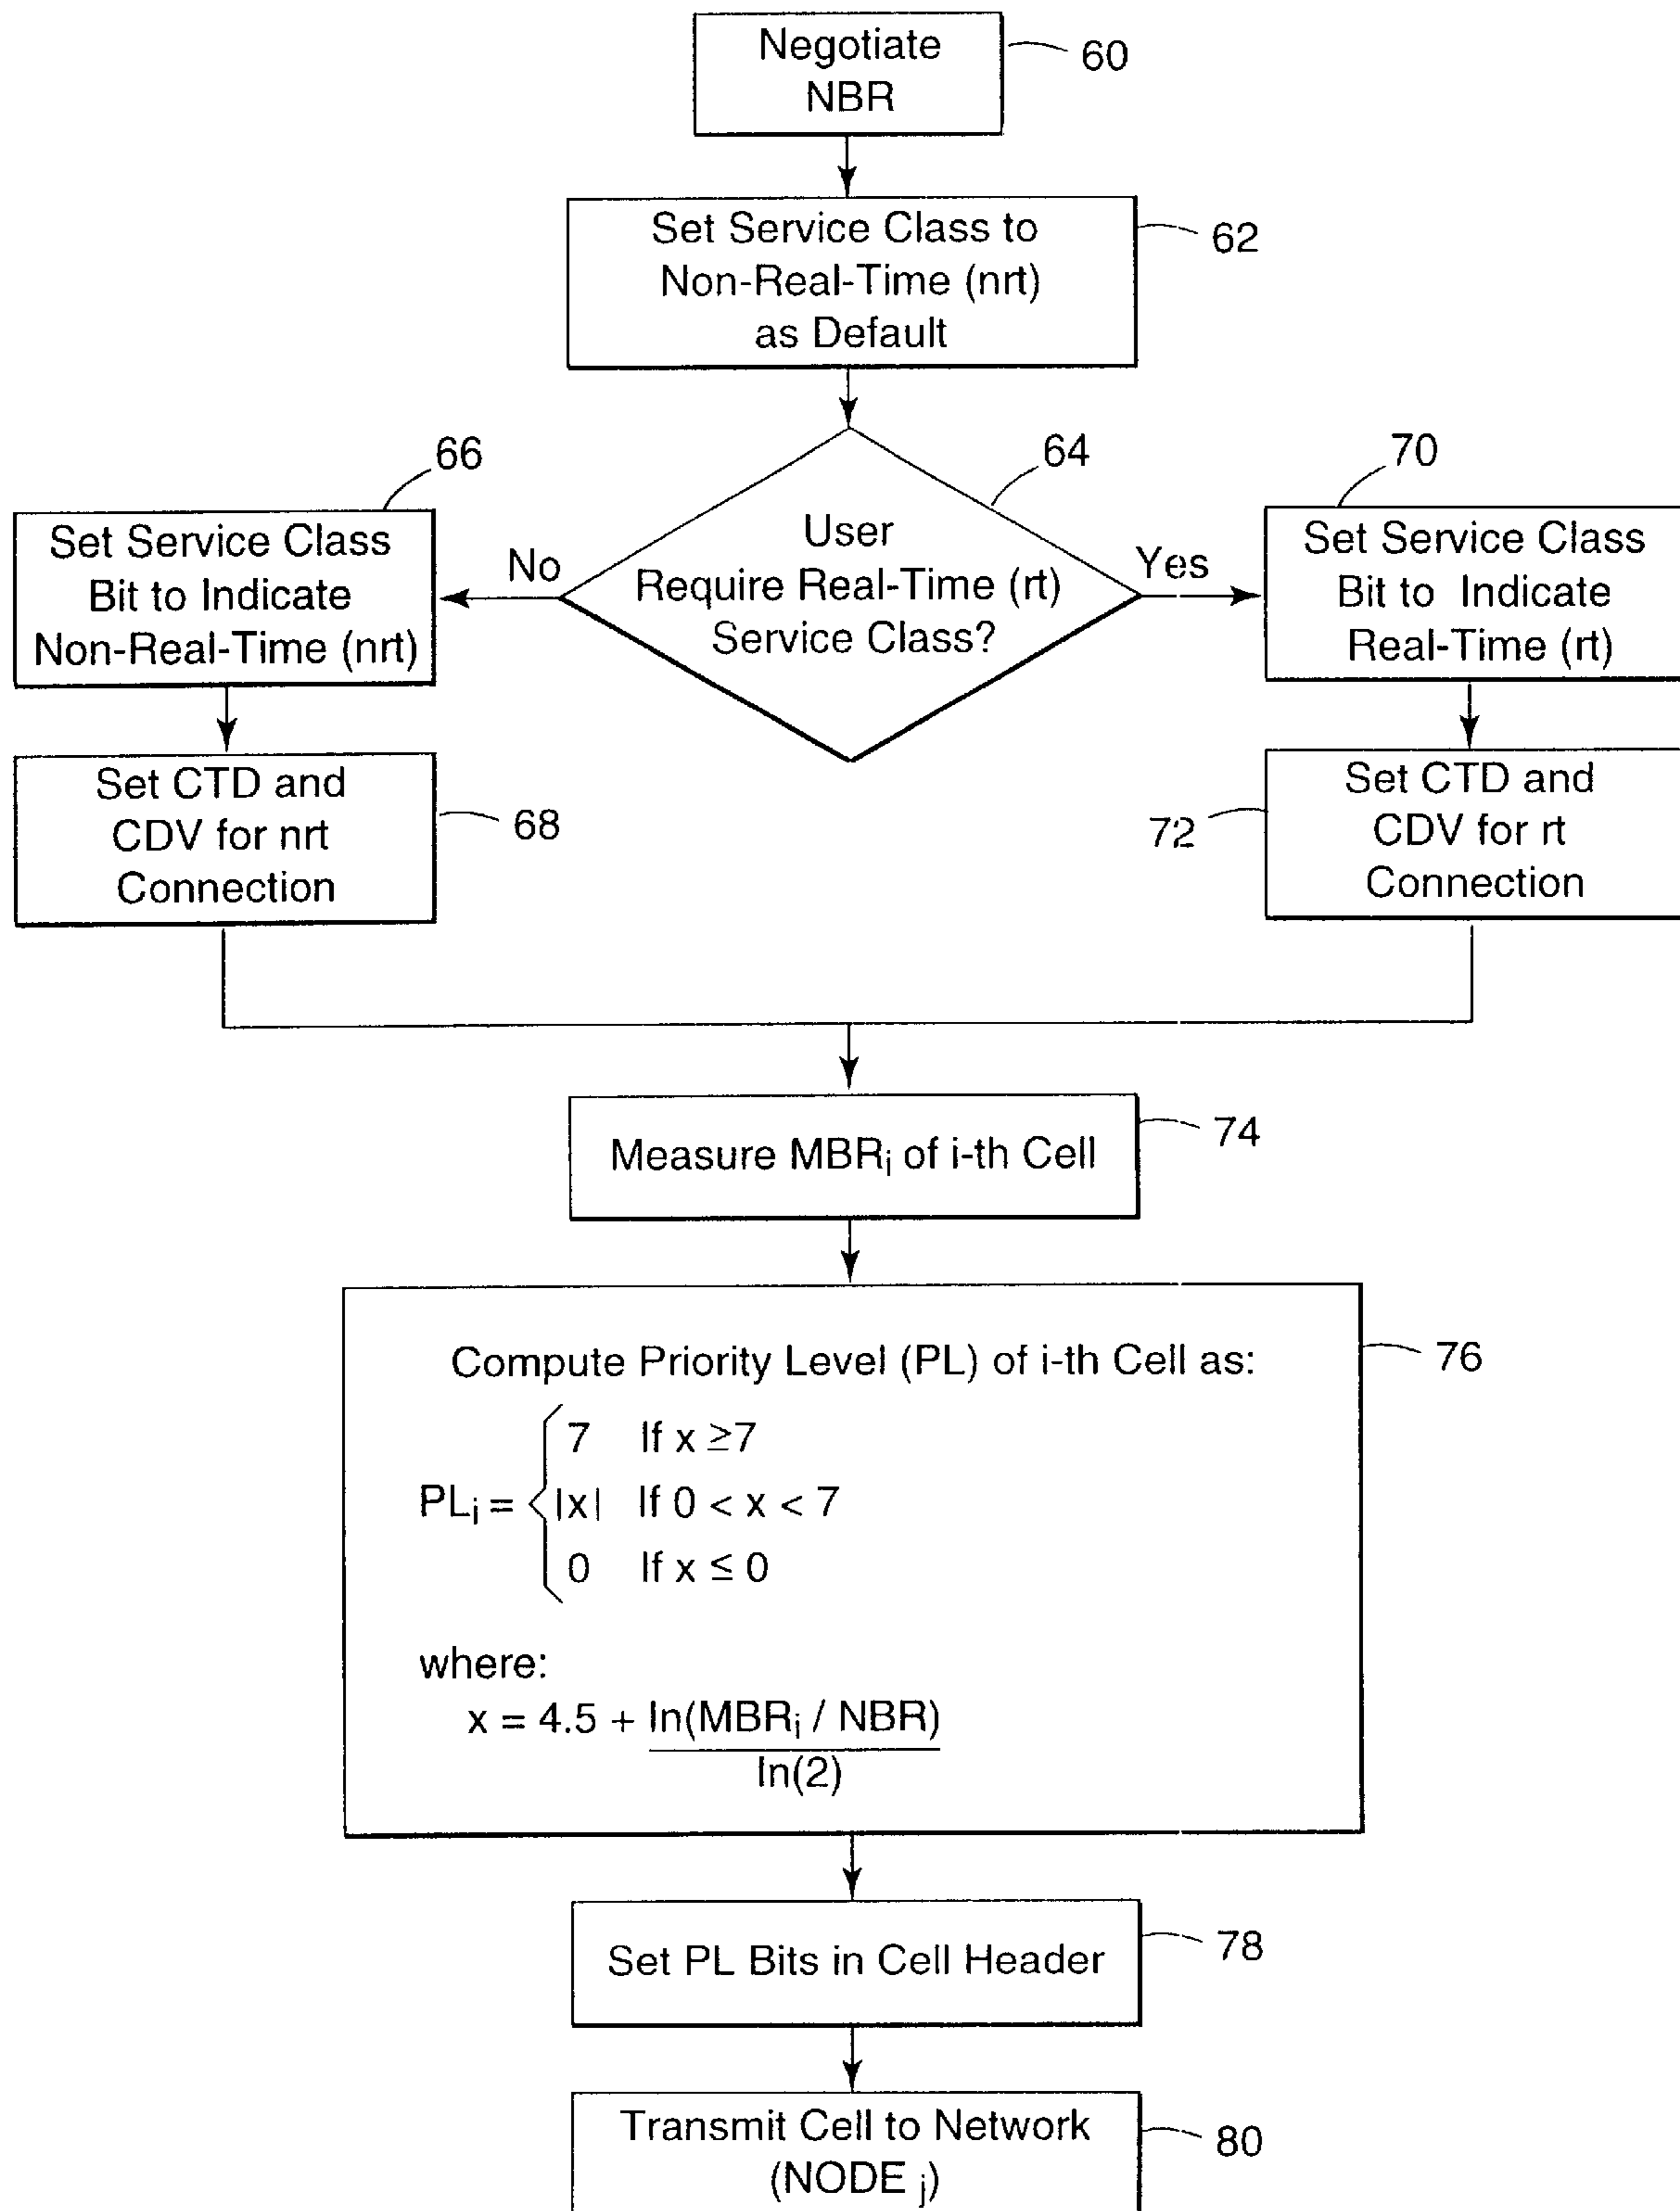 Negotiate
NBR
60
Set Service Class to
Non-Real-Time (nrt)
as Default
62
User
Require Real-Time (rt)
Service Class?
64
No
Yes
66
Set Service Class
Bit to Indicate
Non-Real-Time (nrt)
70
Set Service Class
Bit to Indicate
Real-Time (rt)
Set CTD and
CDV for nrt
Connection
68
Set CTD and
CDV for rt
Connection
72
Measure MBRi of i-th Cell
74
Compute Priority Level (PL) of i-th Cell as:
76
7 If x ≥7
PLi = |x| If 0 < x < 7
0 If x ≤ 0
where:
x = 4.5 + ln(MBRi / NBR)
ln(2)
Set PL Bits in Cell Header
78
Transmit Cell to Network
(NODE j)
80